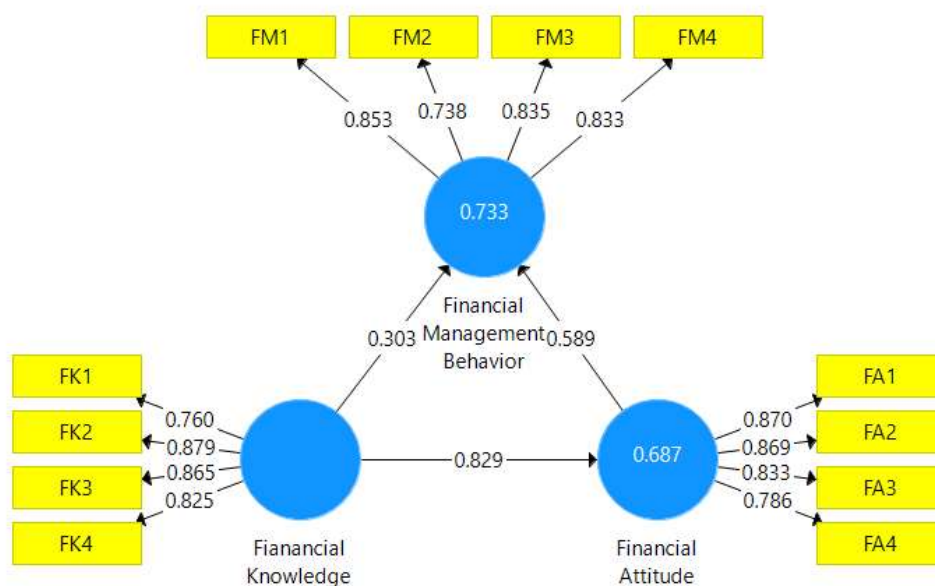 FM1 FM2 FM3 FM4
0.853 0.738 0.835 0.833
0.733
Financial
Management
Behavior
0.303 0.589
FK1
FK2
FK3
FK4
0.760
0.879
0.865
0.825
0.829
0.687
0.870
0.869
0.833
0.786
FA1
FA2
FA3
FA4
Fianancial
Knowledge
Financial
Attitude